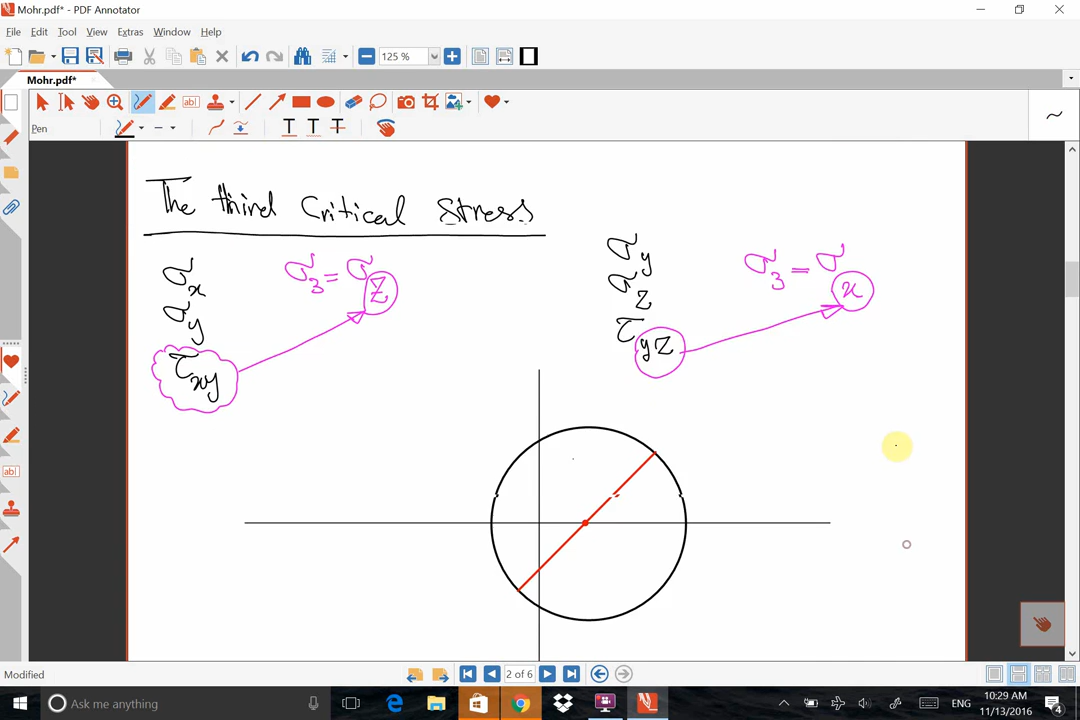 Mohr.pdf* - PDF Annotator
File Edit Tool View Extras Window Help
125 %
Mohr.pdf*
Pen
The third Critical Stress
σx
σy
τxy
σ3 = σz
σy
σz
τyz
σ3 = σx
Modified
2 of 6
Ask me anything
ENG
10:29 AM
11/13/2016
4